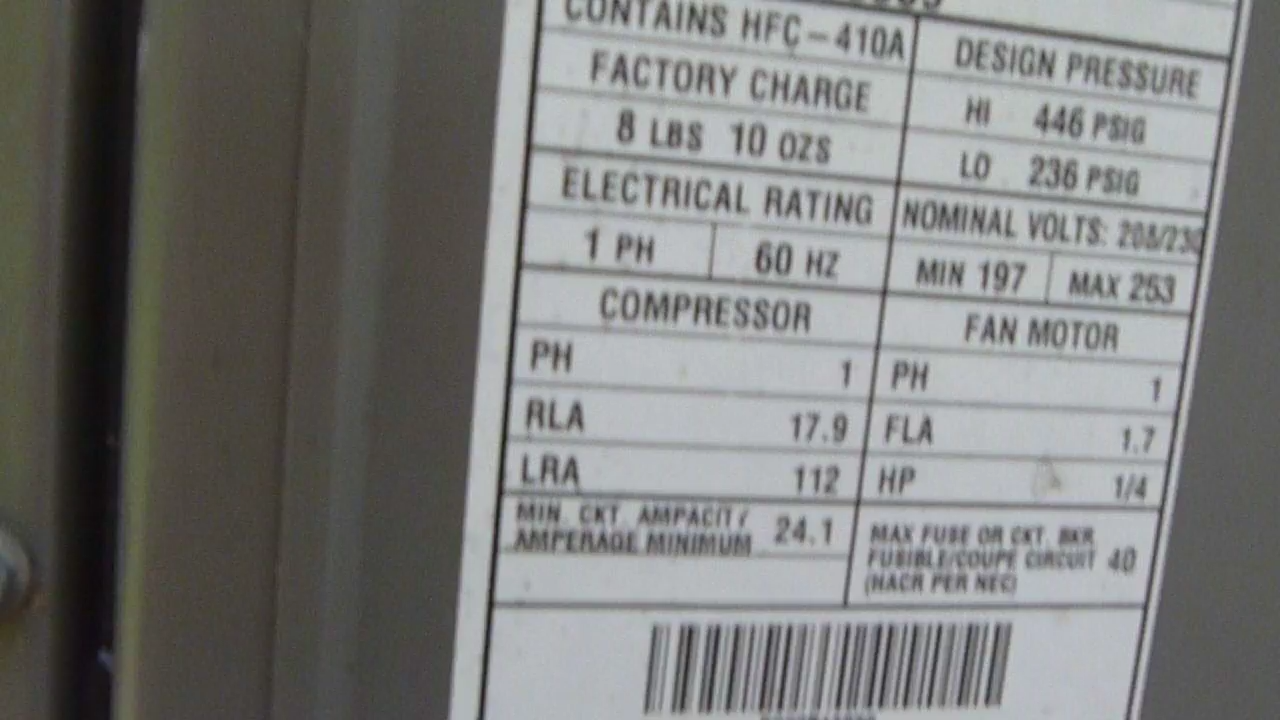 CONTAINS HFC-410A
FACTORY CHARGE
8 LBS 10 OZS
DESIGN PRESSURE
HI 446 PSIG
LO 236 PSIG
ELECTRICAL RATING
NOMINAL VOLTS: 208/230
1 PH 60 HZ
MIN 197 MAX 253
COMPRESSOR
PH 1
RLA 17.9
LRA 112
FAN MOTOR
PH 1
FLA 1.7
HP 1/4
MIN. CKT AMPACITY
AMPERAGE MINIMUM 24.1
MAX FUSE OR CKT. BKR
FUSIBLE/COUPE CIRCUIT 40
(HACR PER NEC)